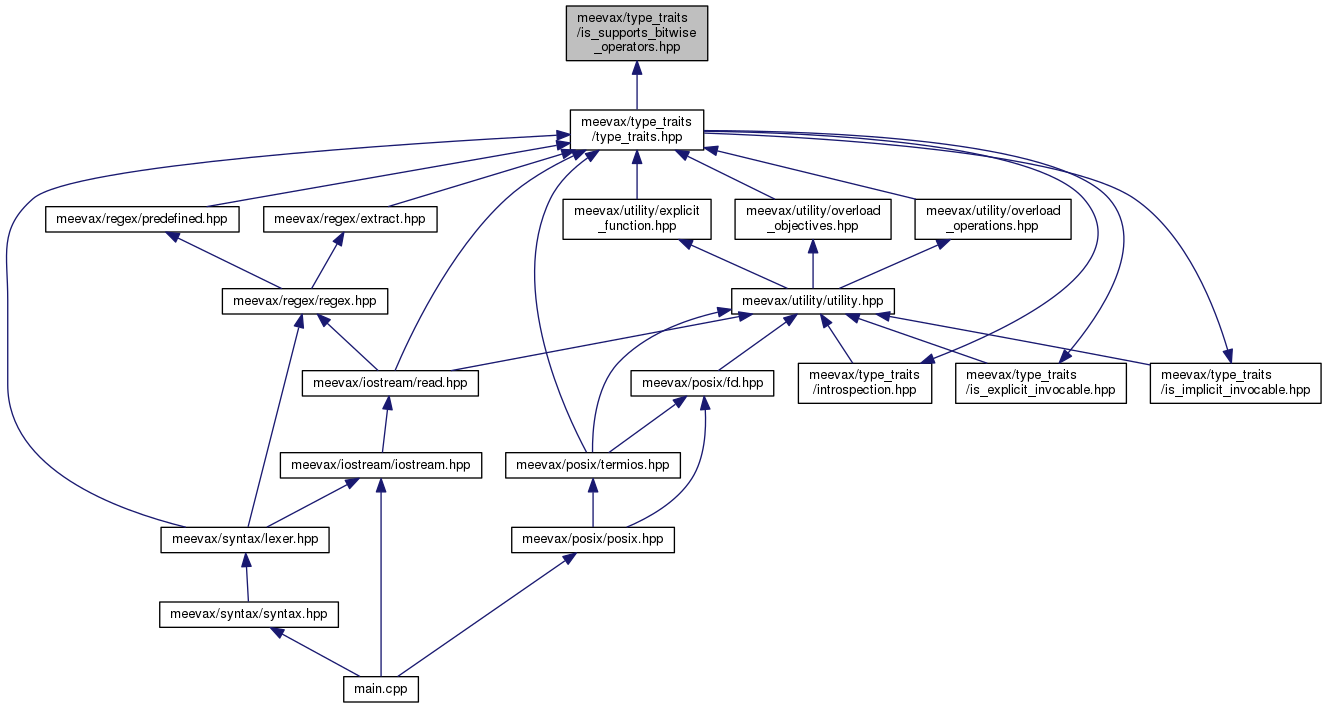 meevax/type_traits
/is_supports_bitwise
_operators.hpp
meevax/type_traits
/type_traits.hpp
meevax/regex/predefined.hpp
meevax/regex/extract.hpp
meevax/utility/explicit
_function.hpp
meevax/utility/overload
_objectives.hpp
meevax/utility/overload
_operations.hpp
meevax/regex/regex.hpp
meevax/utility/utility.hpp
meevax/iostream/read.hpp
meevax/posix/fd.hpp
meevax/type_traits
/introspection.hpp
meevax/type_traits
/is_explicit_invocable.hpp
meevax/type_traits
/is_implicit_invocable.hpp
meevax/iostream/iostream.hpp
meevax/posix/termios.hpp
meevax/syntax/lexer.hpp
meevax/posix/posix.hpp
meevax/syntax/syntax.hpp
main.cpp